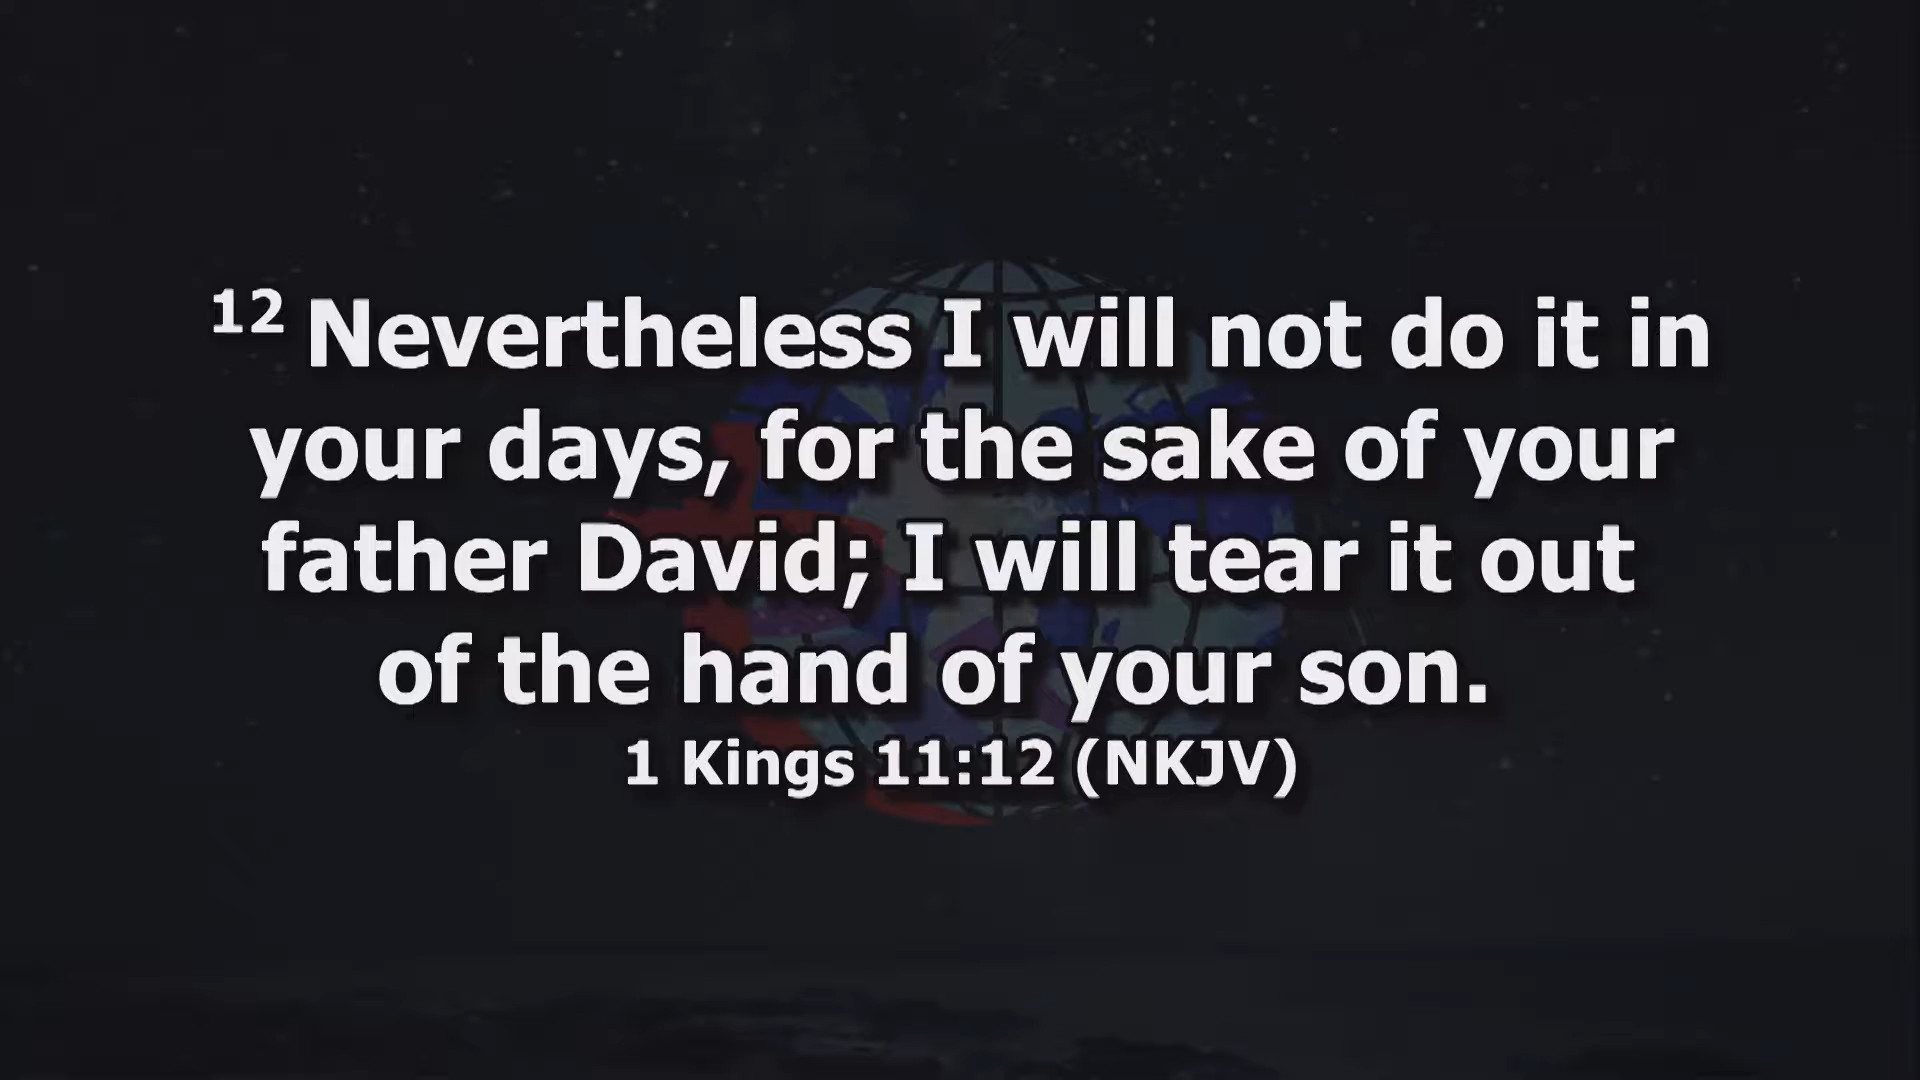 12 Nevertheless I will not do it in
your days, for the sake of your
father David; I will tear it out
of the hand of your son.
1 Kings 11:12 (NKJV)